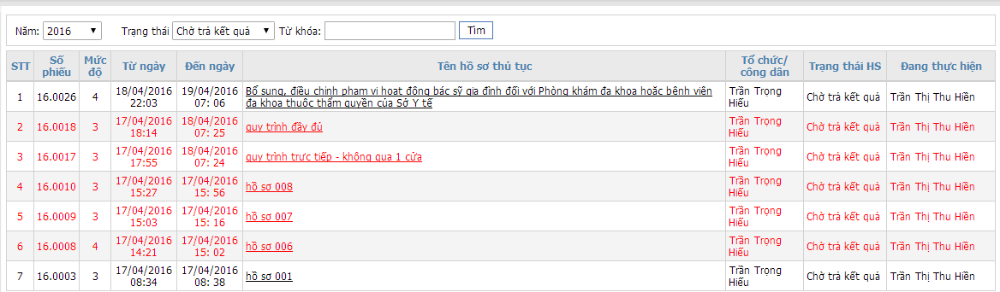 Năm: 2016 Trạng thái Chờ trả kết quả Từ khóa: Tìm
STT Số phiếu Mức độ Từ ngày Đến ngày Tên hồ sơ thủ tục Tổ chức/ công dân Trạng thái HS Đang thực hiện
1 16.0026 4 18/04/2016 22:03 19/04/2016 07: 06 Bổ sung, điều chỉnh phạm vi hoạt động bác sỹ gia đình đối với Phòng khám đa khoa hoặc bệnh viện đa khoa thuộc thẩm quyền của Sở Y tế Trần Trọng Hiếu Chờ trả kết quả Trần Thị Thu Hiền
2 16.0018 3 17/04/2016 18:14 18/04/2016 07: 25 quy trình đầy đủ Trần Trọng Hiếu Chờ trả kết quả Trần Thị Thu Hiền
3 16.0017 3 17/04/2016 17:55 18/04/2016 07: 24 quy trình trực tiếp - không qua 1 cửa Trần Trọng Hiếu Chờ trả kết quả Trần Thị Thu Hiền
4 16.0010 3 17/04/2016 15:27 17/04/2016 15: 56 hồ sơ 008 Trần Trọng Hiếu Chờ trả kết quả Trần Thị Thu Hiền
5 16.0009 3 17/04/2016 15:03 17/04/2016 15: 16 hồ sơ 007 Trần Trọng Hiếu Chờ trả kết quả Trần Thị Thu Hiền
6 16.0008 4 17/04/2016 14:21 17/04/2016 15: 02 hồ sơ 006 Trần Trọng Hiếu Chờ trả kết quả Trần Thị Thu Hiền
7 16.0003 3 17/04/2016 08:34 17/04/2016 08: 38 hồ sơ 001 Trần Trọng Hiếu Chờ trả kết quả Trần Thị Thu Hiền